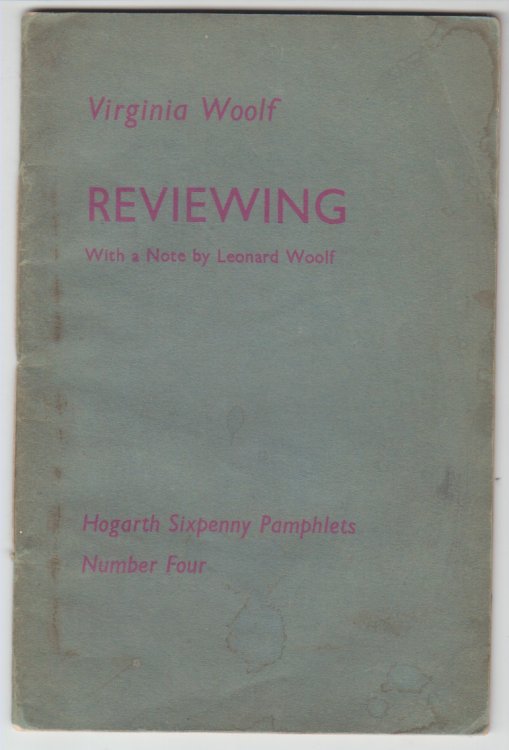 Virginia Woolf
REVIEWING
With a Note by Leonard Woolf
Hogarth Sixpenny Pamphlets
Number Four